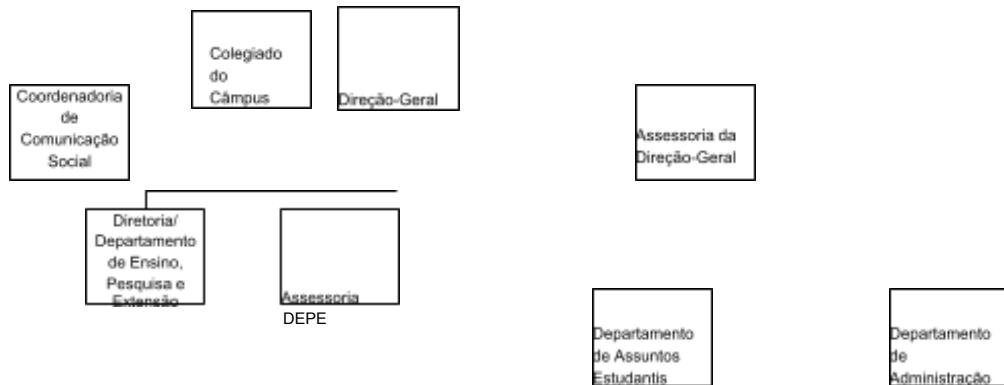 Colegiado
do
Câmpus
Direção-Geral
Coordenadoria
de
Comunicação
Social
Assessoria da
Direção-Geral
Diretoria/
Departamento
de Ensino,
Pesquisa e
Extensão
Assessoria
DEPE
Departamento
de Assuntos
Estudantis
Departamento
de
Administração